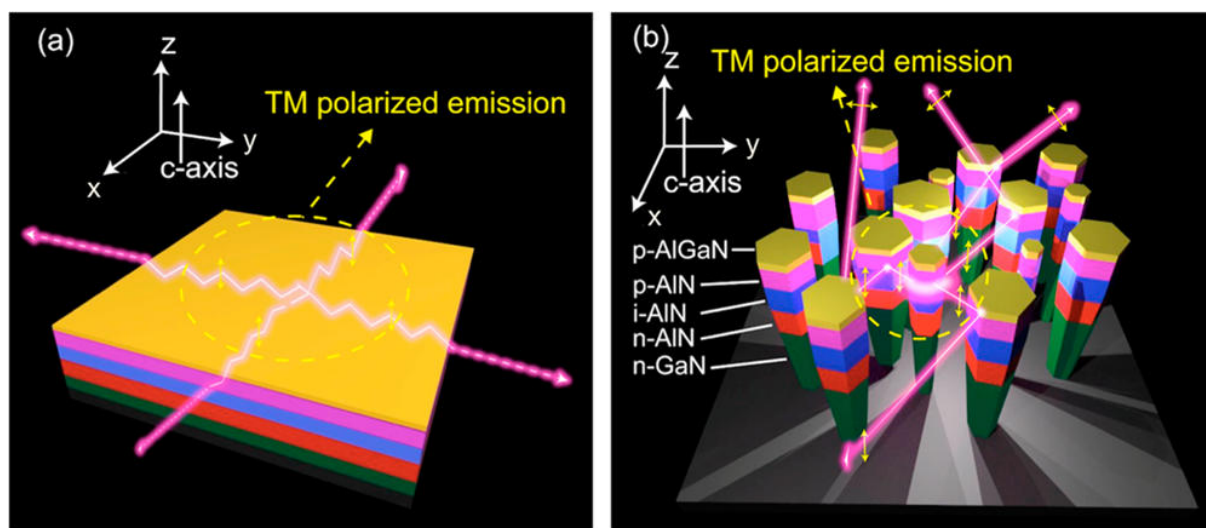 (a)
z
TM polarized emission
y
x
c-axis
(b)
z
TM polarized emission
y
c-axis
x
p-AlGaN
p-AlN
i-AlN
n-AlN
n-GaN